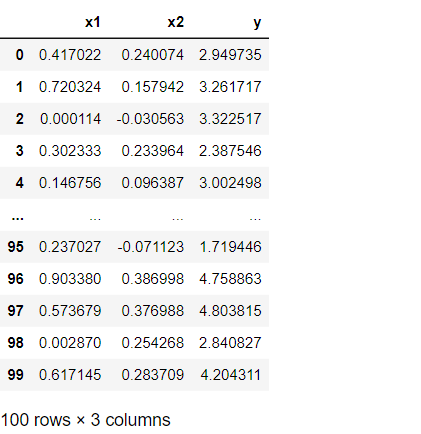 x1 x2 y
0 0.417022 0.240074 2.949735
1 0.720324 0.157942 3.261717
2 0.000114 -0.030563 3.322517
3 0.302333 0.233964 2.387546
4 0.146756 0.096387 3.002498
... ... ... ...
95 0.237027 -0.071123 1.719446
96 0.903380 0.386998 4.758863
97 0.573679 0.376988 4.803815
98 0.002870 0.254268 2.840827
99 0.617145 0.283709 4.204311
100 rows × 3 columns